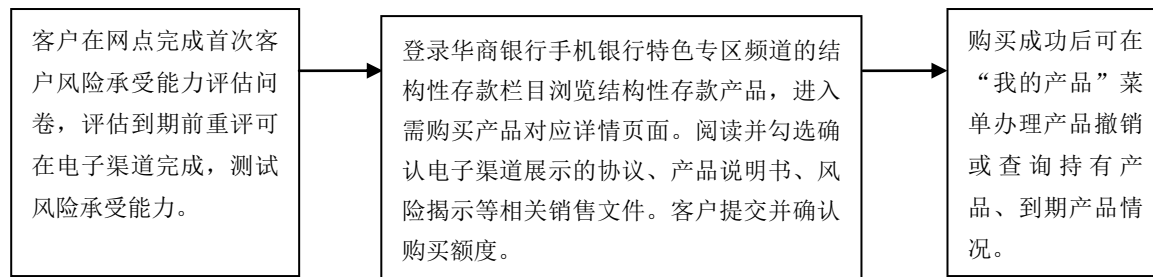 客户在网点完成首次客
户风险承受能力评估问
卷，评估到期前重评可
在电子渠道完成，测试
风险承受能力。
登录华商银行手机银行特色专区频道的结
构性存款栏目浏览结构性存款产品，进入
需购买产品对应详情页面。阅读并勾选确
认电子渠道展示的协议、产品说明书、风
险揭示等相关销售文件。客户提交并确认
购买额度。
购买成功后可在
“我的产品”菜
单办理产品撤销
或查询持有产
品、到期产品情
况。